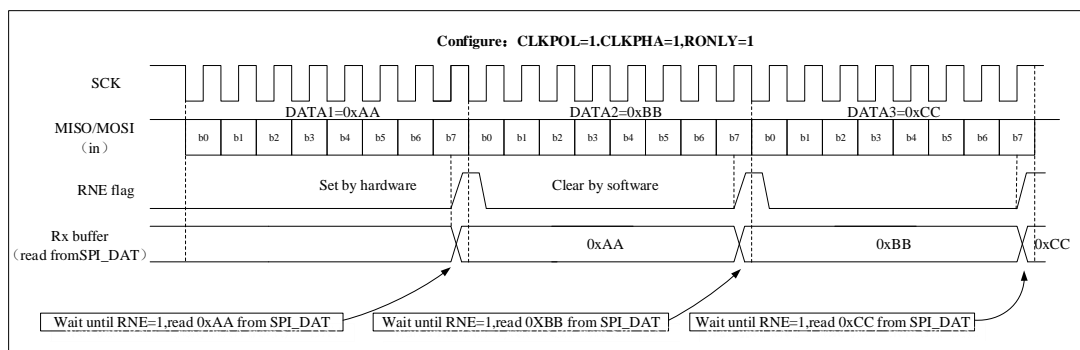 Configure：CLKPOL=1.CLKPHA=1,RONLY=1
SCK
DATA1=0xAA DATA2=0xBB DATA3=0xCC
MISO/MOSI
（in）
b0 b1 b2 b3 b4 b5 b6 b7 b0 b1 b2 b3 b4 b5 b6 b7 b0 b1 b2 b3 b4 b5 b6 b7
RNE flag
Set by hardware Clear by software
Rx buffer
（read fromSPI_DAT）
0xAA 0xBB 0xCC
Wait until RNE=1,read 0xAA from SPI_DAT Wait until RNE=1,read 0XBB from SPI_DAT Wait until RNE=1,read 0xCC from SPI_DAT